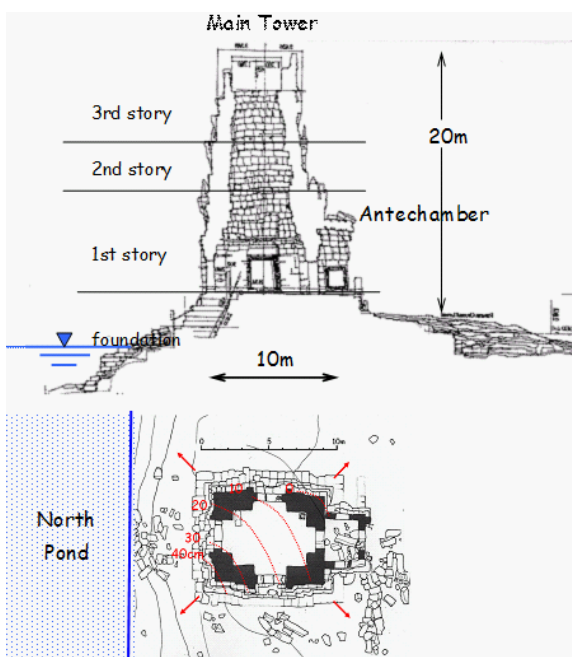 Main Tower
3rd story
20m
2nd story
Antechamber
1st story
foundation
10m
0 5 10m
10 0
20
North
Pond
30
40cm